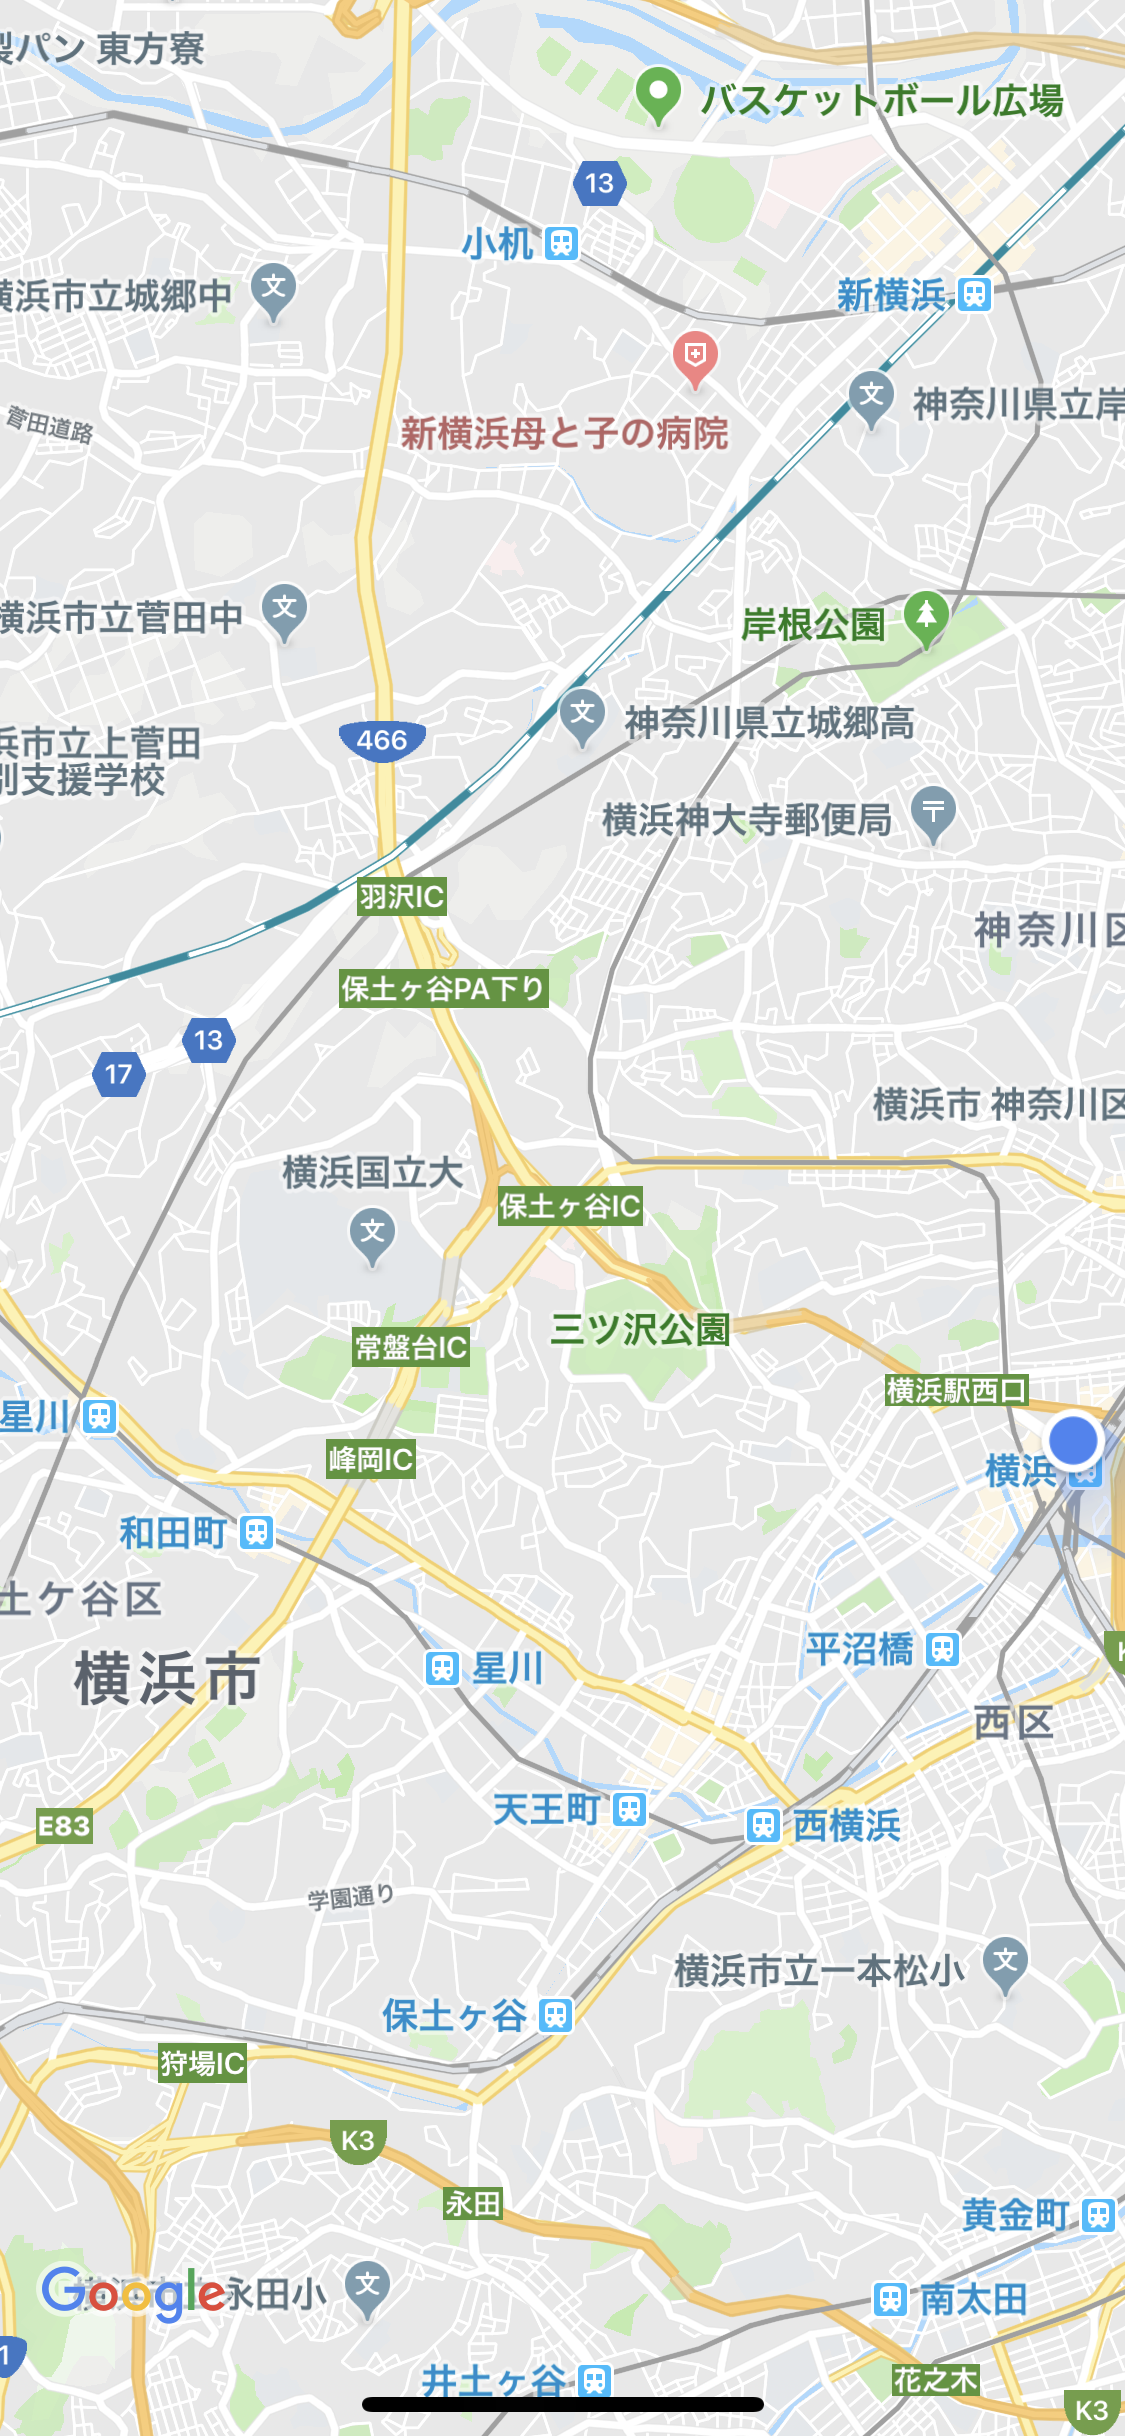 製パン 東方寮
バスケットボール広場
13
小机
横浜市立城郷中
新横浜
神奈川県立岸
菅田道路
新横浜母と子の病院
横浜市立菅田中
岸根公園
神奈川県立城郷高
浜市立上菅田
別支援学校
466
横浜神大寺郵便局
羽沢IC
神奈川区
保土ヶ谷PA下り
13
17
横浜市 神奈川区
横浜国立大
保土ヶ谷IC
三ツ沢公園
常盤台IC
横浜駅西口
星川
峰岡IC
横浜
和田町
土ケ谷区
平沼橋
横浜市
星川
K
西区
天王町
西横浜
E83
学園通り
横浜市立一本松小
保土ヶ谷
狩場IC
K3
永田
黄金町
Google
永田小
南太田
1
井土ヶ谷
花之木
K3